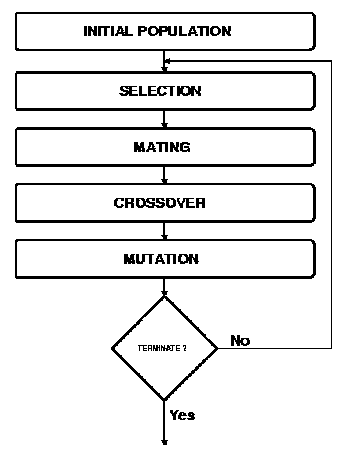 INITIAL POPULATION
SELECTION
MATING
CROSSOVER
MUTATION
TERMINATE ?
No
Yes